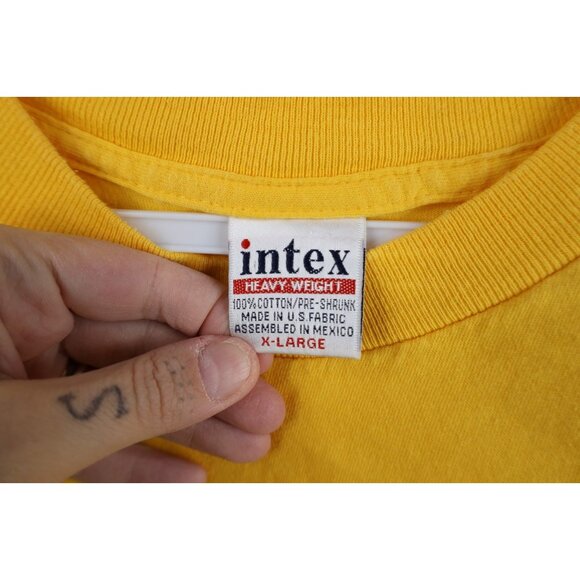 intex
HEAVY WEIGHT
100% COTTON/PRE-SHRUNK
MADE IN U.S. FABRIC
ASSEMBLED IN MEXICO
X-LARGE
S